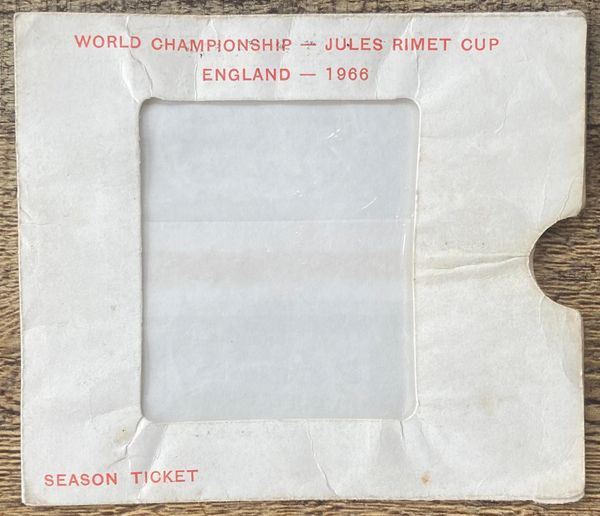 WORLD CHAMPIONSHIP — JULES RIMET CUP
ENGLAND — 1966
SEASON TICKET